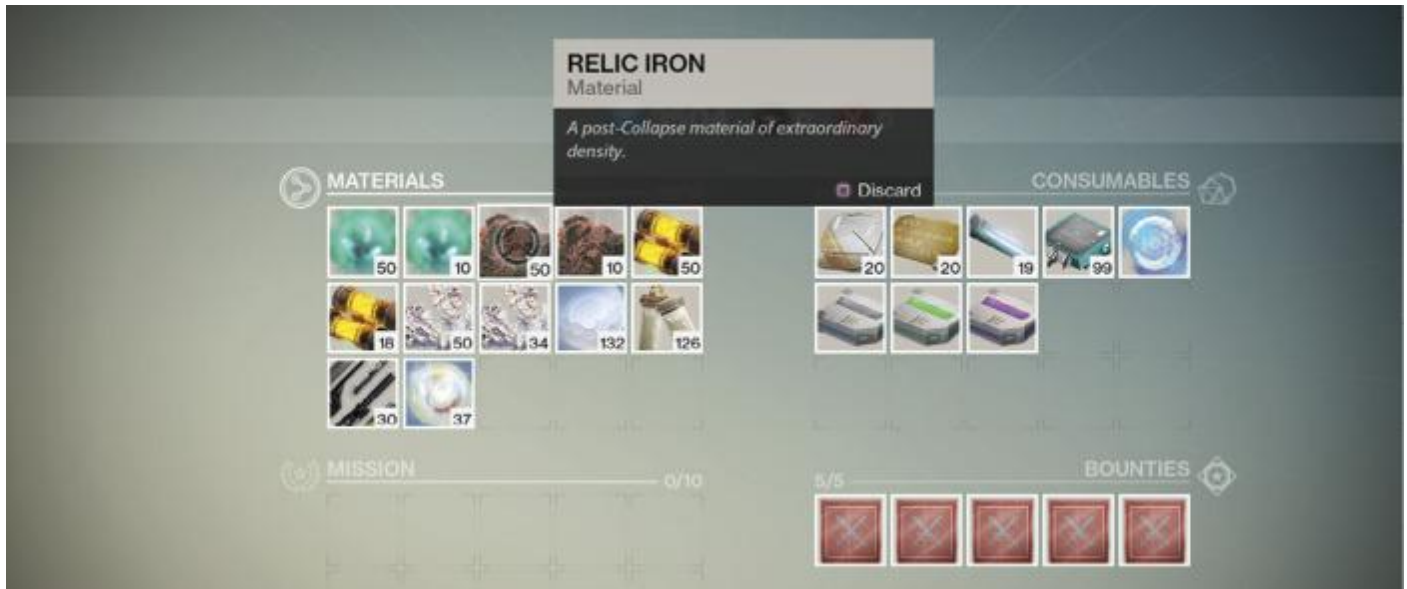 RELIC IRON
Material
A post-Collapse material of extraordinary
density.
Discard
MATERIALS
50 10 50 10 50
18 50 34 132 126
30 37
CONSUMABLES
20 20 19 99
MISSION 0/10
5/5 BOUNTIES